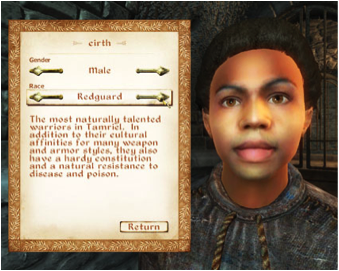 cirth
Gender
Male
Race
Redguard
The most naturally talented
warriors in Tamriel. In
addition to their cultural
affinities for many weapon
and armor styles, they also
have a hardy constitution
and a natural resistance to
disease and poison.
Return